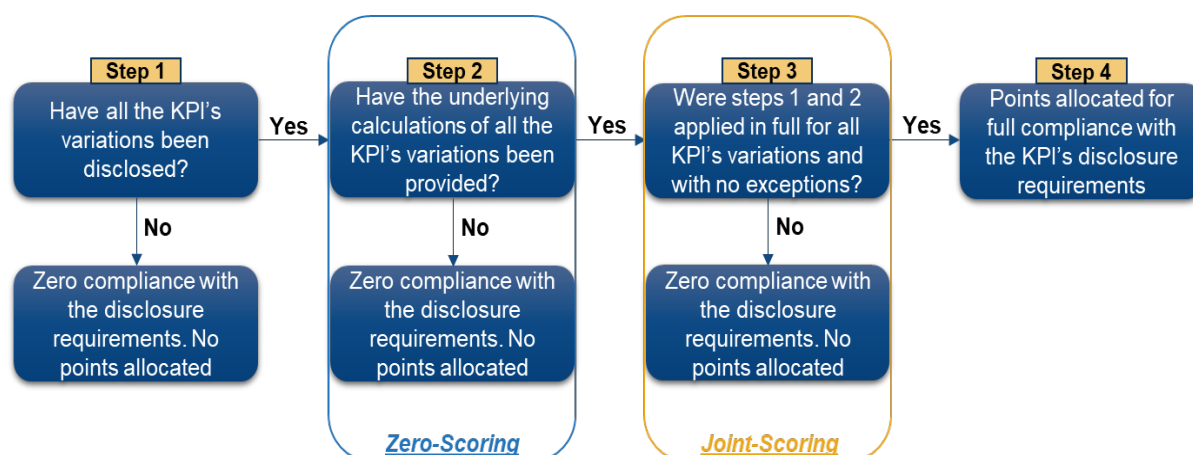 Step 1
Have all the KPI's
variations been
disclosed?
Yes
No
Zero compliance with
the disclosure
requirements. No
points allocated
Step 2
Have the underlying
calculations of all the
KPI's variations been
provided?
Yes
No
Zero compliance with
the disclosure
requirements. No
points allocated
Zero-Scoring
Step 3
Were steps 1 and 2
applied in full for all
KPI's variations and
with no exceptions?
Yes
No
Zero compliance with
the disclosure
requirements. No
points allocated
Joint-Scoring
Step 4
Points allocated for
full compliance with
the KPI's disclosure
requirements